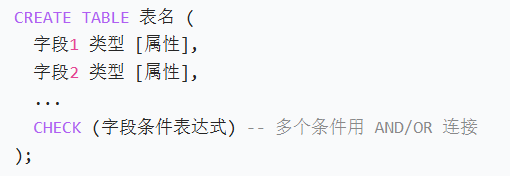 CREATE TABLE 表名 (
字段1 类型 [属性],
字段2 类型 [属性],
...
CHECK (字段条件表达式) -- 多个条件用 AND/OR 连接
);